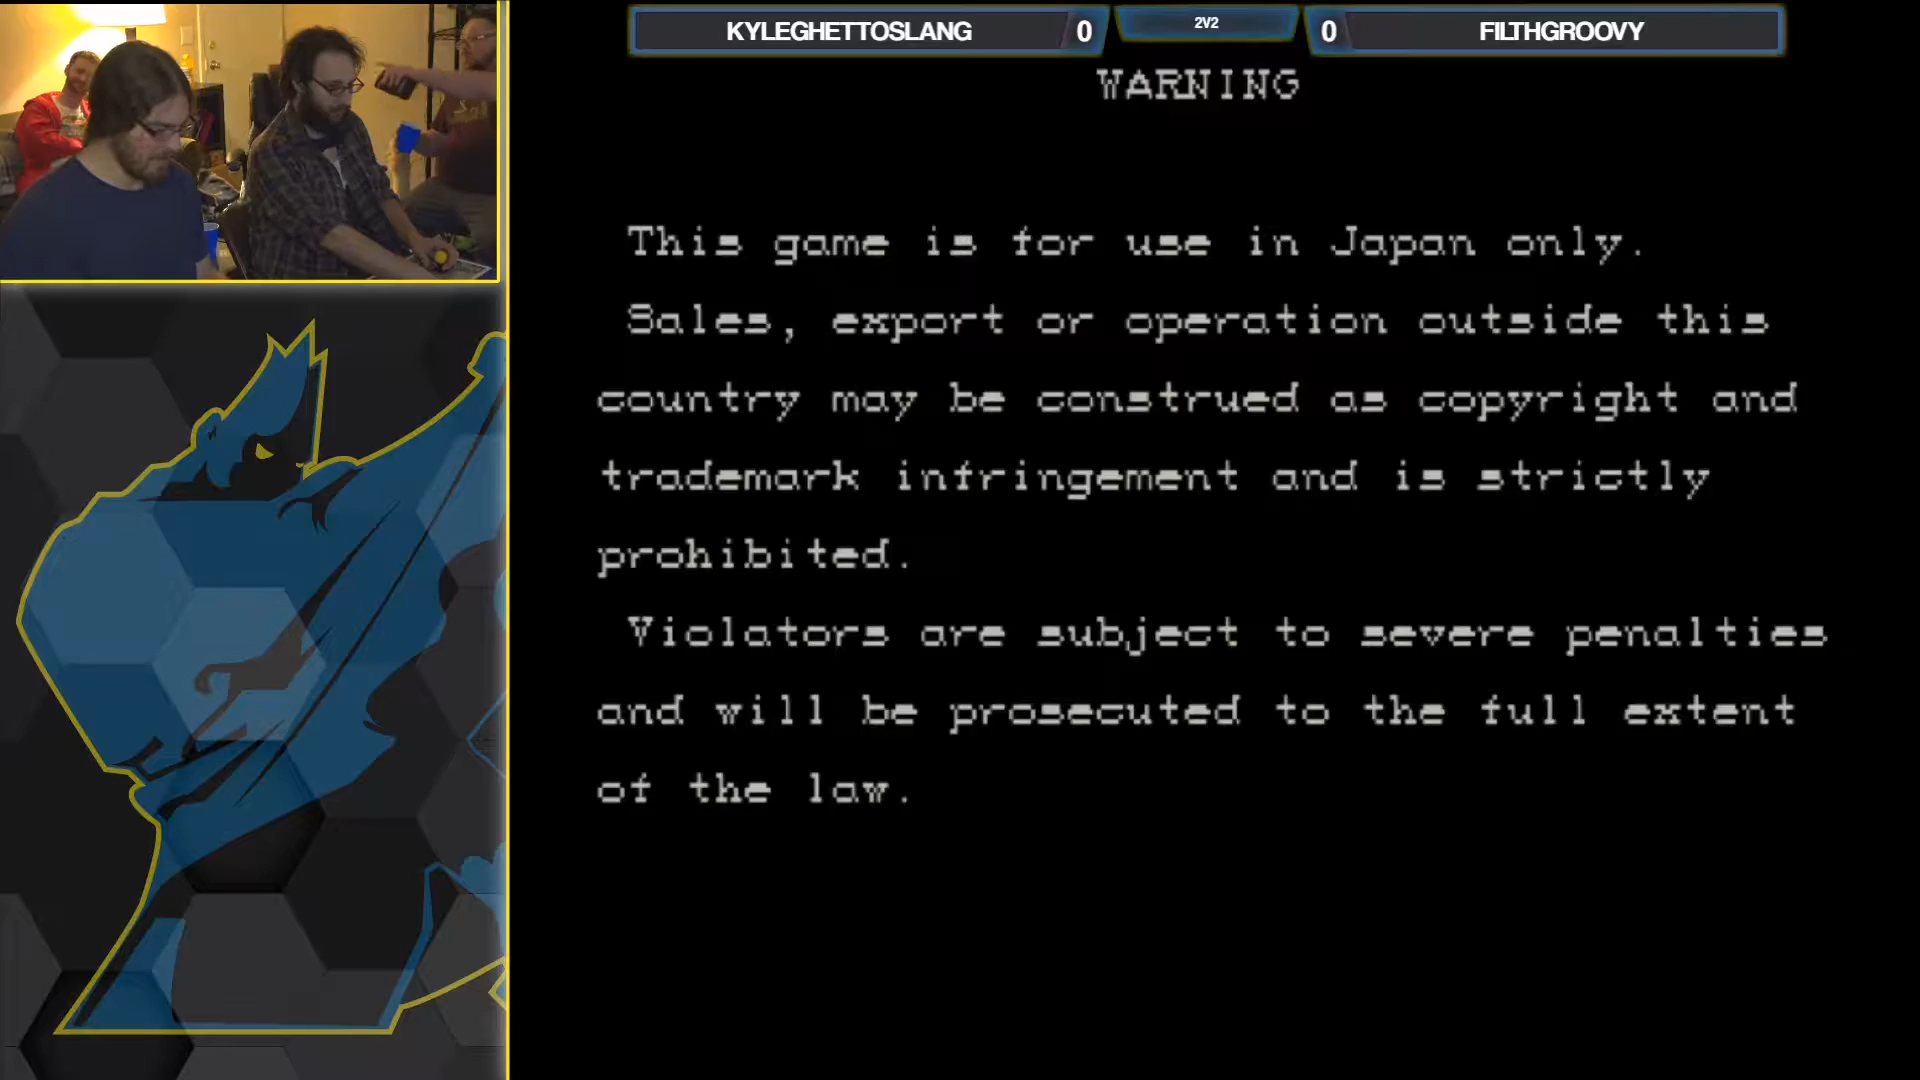 KYLEGHETTOSLANG 0 2V2 0 FILTHGROOVY
WARNING
This game is for use in Japan only.
Sales, export or operation outside this
country may be construed as copyright and
trademark infringement and is strictly
prohibited.
Violators are subject to severe penalties
and will be prosecuted to the full extent
of the law.